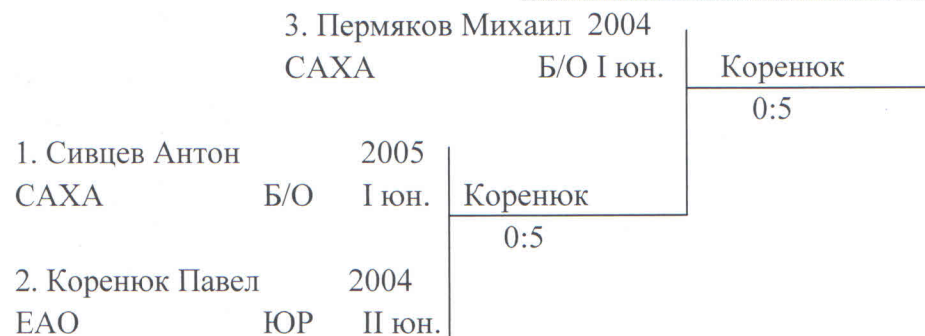 3. Пермяков Михаил 2004
САХА Б/О I юн. Коренюк
0:5
1. Сивцев Антон 2005
САХА Б/О I юн. Коренюк
0:5
2. Коренюк Павел 2004
ЕАО ЮР II юн.